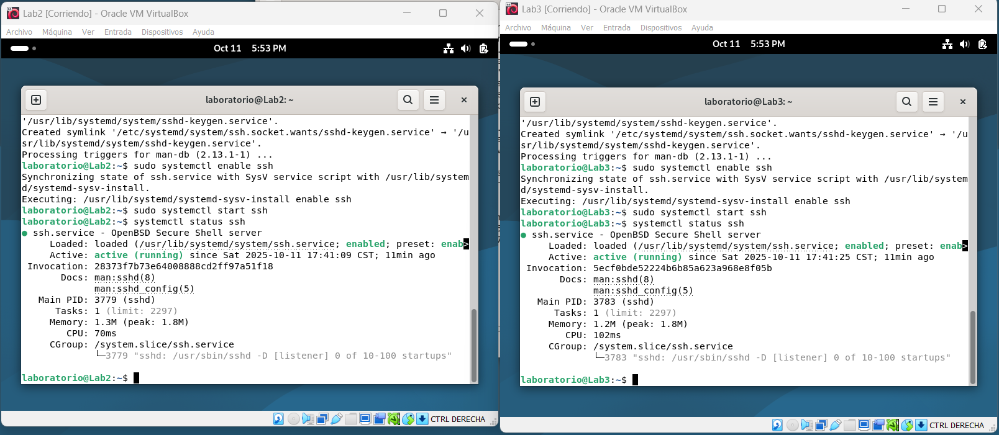 Lab2 [Corriendo] - Oracle VM VirtualBox
Archivo Máquina Ver Entrada Dispositivos Ayuda
Oct 11 5:53 PM
laboratorio@Lab2: ~
'/usr/lib/systemd/system/sshd-keygen.service'.
Created symlink '/etc/systemd/system/ssh.socket.wants/sshd-keygen.service' → '/u
sr/lib/systemd/system/sshd-keygen.service'.
Processing triggers for man-db (2.13.1-1) ...
laboratorio@Lab2:~$ sudo systemctl enable ssh
Synchronizing state of ssh.service with SysV service script with /usr/lib/system
d/systemd-sysv-install.
Executing: /usr/lib/systemd/systemd-sysv-install enable ssh
laboratorio@Lab2:~$ sudo systemctl start ssh
laboratorio@Lab2:~$ systemctl status ssh
● ssh.service - OpenBSD Secure Shell server
Loaded: loaded (/usr/lib/systemd/system/ssh.service; enabled; preset: enab>
Active: active (running) since Sat 2025-10-11 17:41:09 CST; 11min ago
Invocation: 28373f7b73e64008888cd2ff97a51f18
Docs: man:sshd(8)
man:sshd_config(5)
Main PID: 3779 (sshd)
Tasks: 1 (limit: 2297)
Memory: 1.3M (peak: 1.8M)
CPU: 70ms
CGroup: /system.slice/ssh.service
└─3779 "sshd: /usr/sbin/sshd -D [listener] 0 of 10-100 startups"
laboratorio@Lab2:~$
CTRL DERECHA
Lab3 [Corriendo] - Oracle VM VirtualBox
Archivo Máquina Ver Entrada Dispositivos Ayuda
Oct 11 5:53 PM
laboratorio@Lab3: ~
'/usr/lib/systemd/system/sshd-keygen.service'.
Created symlink '/etc/systemd/system/ssh.socket.wants/sshd-keygen.service' → '/u
sr/lib/systemd/system/sshd-keygen.service'.
Processing triggers for man-db (2.13.1-1) ...
laboratorio@Lab3:~$ sudo systemctl enable ssh
Synchronizing state of ssh.service with SysV service script with /usr/lib/system
d/systemd-sysv-install.
Executing: /usr/lib/systemd/systemd-sysv-install enable ssh
laboratorio@Lab3:~$ sudo systemctl start ssh
laboratorio@Lab3:~$ systemctl status ssh
● ssh.service - OpenBSD Secure Shell server
Loaded: loaded (/usr/lib/systemd/system/ssh.service; enabled; preset: enab>
Active: active (running) since Sat 2025-10-11 17:41:25 CST; 11min ago
Invocation: 5ecf0bde52224b6b85a623a968e8f05b
Docs: man:sshd(8)
man:sshd_config(5)
Main PID: 3783 (sshd)
Tasks: 1 (limit: 2297)
Memory: 1.2M (peak: 1.8M)
CPU: 102ms
CGroup: /system.slice/ssh.service
└─3783 "sshd: /usr/sbin/sshd -D [listener] 0 of 10-100 startups"
laboratorio@Lab3:~$
CTRL DERECHA